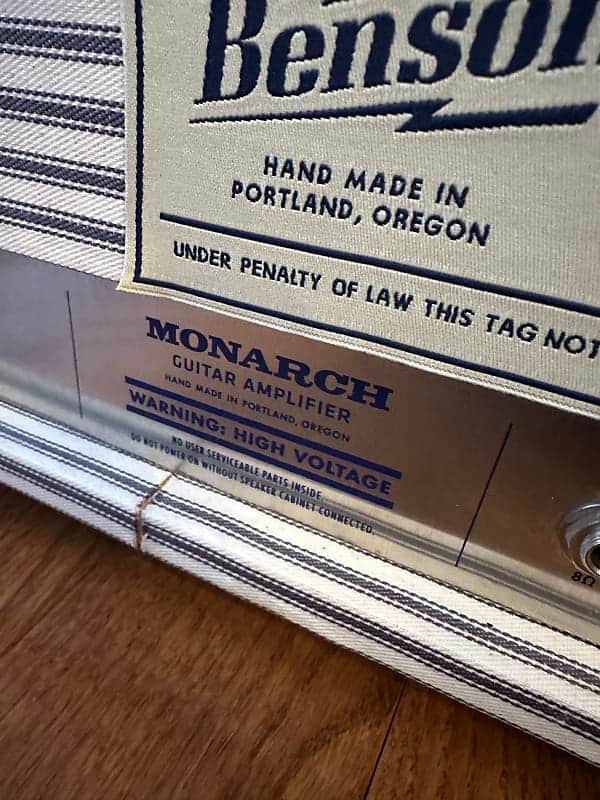 Benson
HAND MADE IN
PORTLAND, OREGON
UNDER PENALTY OF LAW THIS TAG NOT
MONARCH
GUITAR AMPLIFIER
HAND MADE IN PORTLAND, OREGON
WARNING: HIGH VOLTAGE
NO USER SERVICEABLE PARTS INSIDE
DO NOT POWER ON WITHOUT SPEAKER CABINET CONNECTED.
8Ω